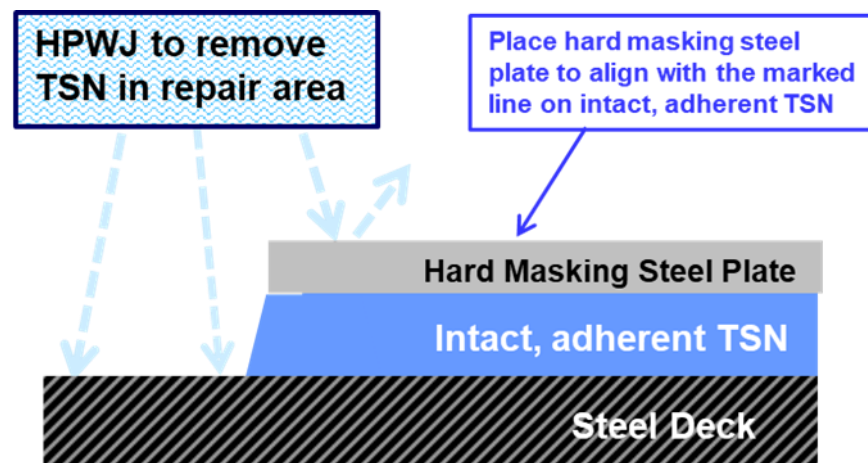 HPWJ to remove
TSN in repair area
Place hard masking steel
plate to align with the marked
line on intact, adherent TSN
Hard Masking Steel Plate
Intact, adherent TSN
Steel Deck